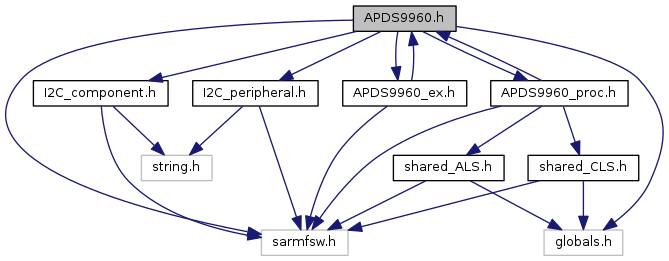 APDS9960.h
I2C_component.h
I2C_peripheral.h
APDS9960_ex.h
APDS9960_proc.h
string.h
shared_ALS.h
shared_CLS.h
sarmfsw.h
globals.h